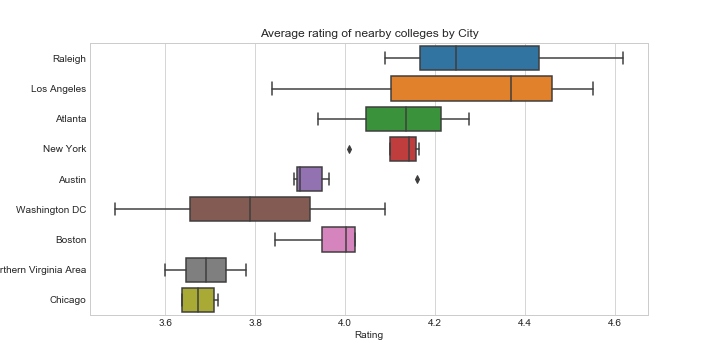 Average rating of nearby colleges by City
Raleigh
Los Angeles
Atlanta
New York
Austin
Washington DC
Boston
rthern Virginia Area
Chicago
3.6 3.8 4.0 4.2 4.4 4.6
Rating